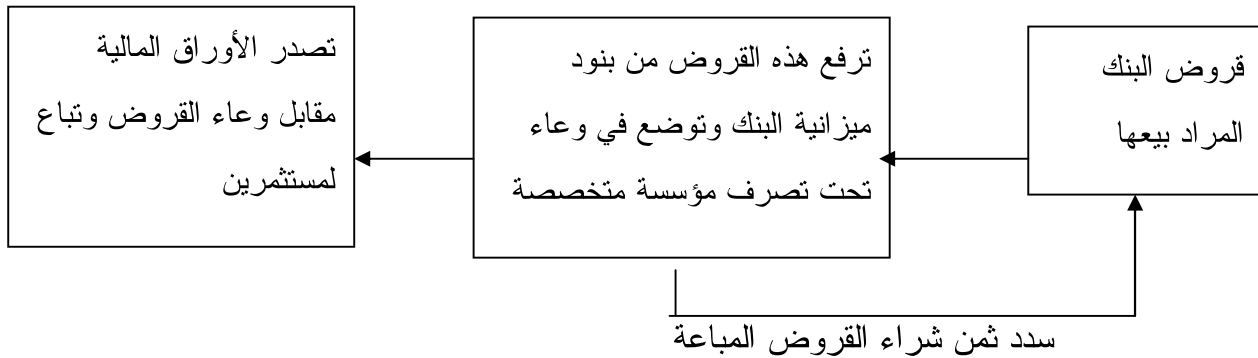 قروض البنك
المراد بيعها
ترفع هذه القروض من بنود
ميزانية البنك وتوضع في وعاء
تحت تصرف مؤسسة متخصصة
تصدر الأوراق المالية
مقابل وعاء القروض وتباع
لمستثمرين
سدد ثمن شراء القروض المباعة